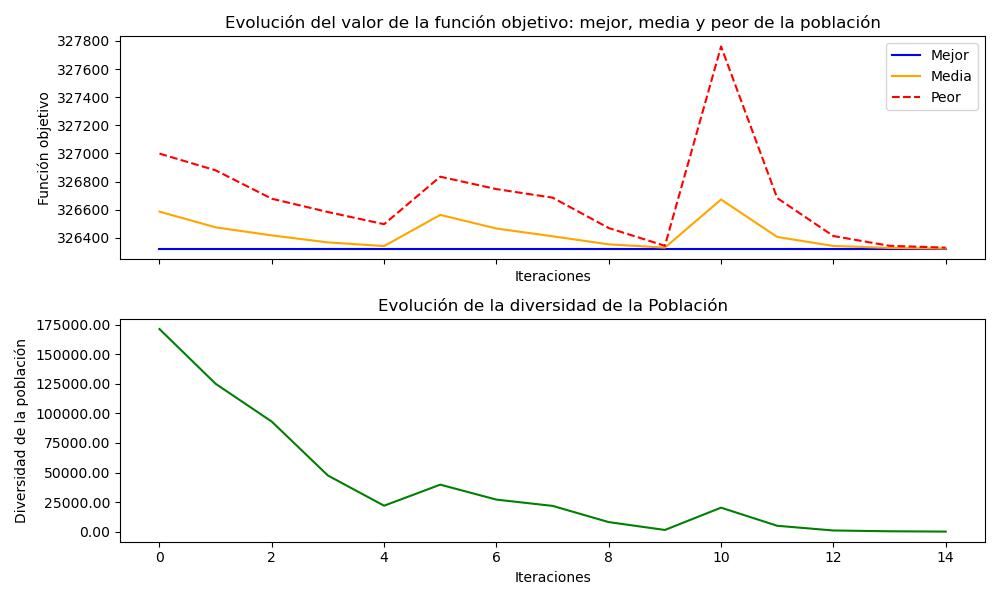 Evolución del valor de la función objetivo: mejor, media y peor de la población
Función objetivo
327800
327600
327400
327200
327000
326800
326600
326400
Mejor
Media
Peor
Iteraciones
Evolución de la diversidad de la Población
Diversidad de la población
175000.00
150000.00
125000.00
100000.00
75000.00
50000.00
25000.00
0.00
0 2 4 6 8 10 12 14
Iteraciones